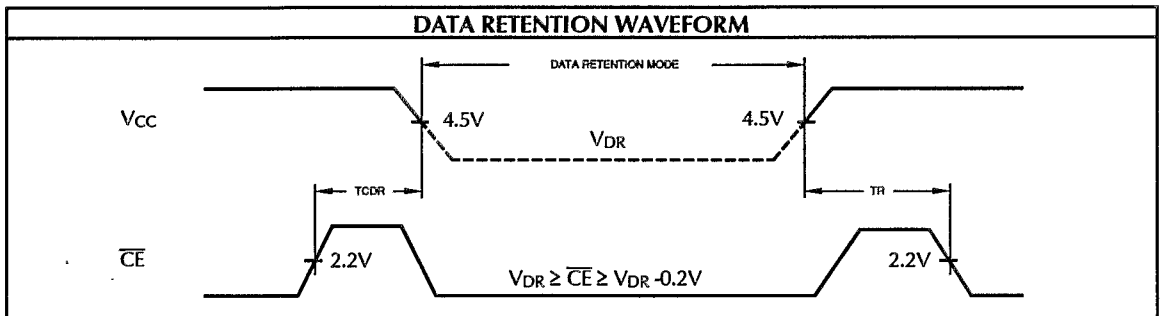 DATA RETENTION WAVEFORM
DATA RETENTION MODE
VCC
4.5V
4.5V
VDR
TCDR
TR
CE
2.2V
2.2V
VDR ≥ CE ≥ VDR -0.2V